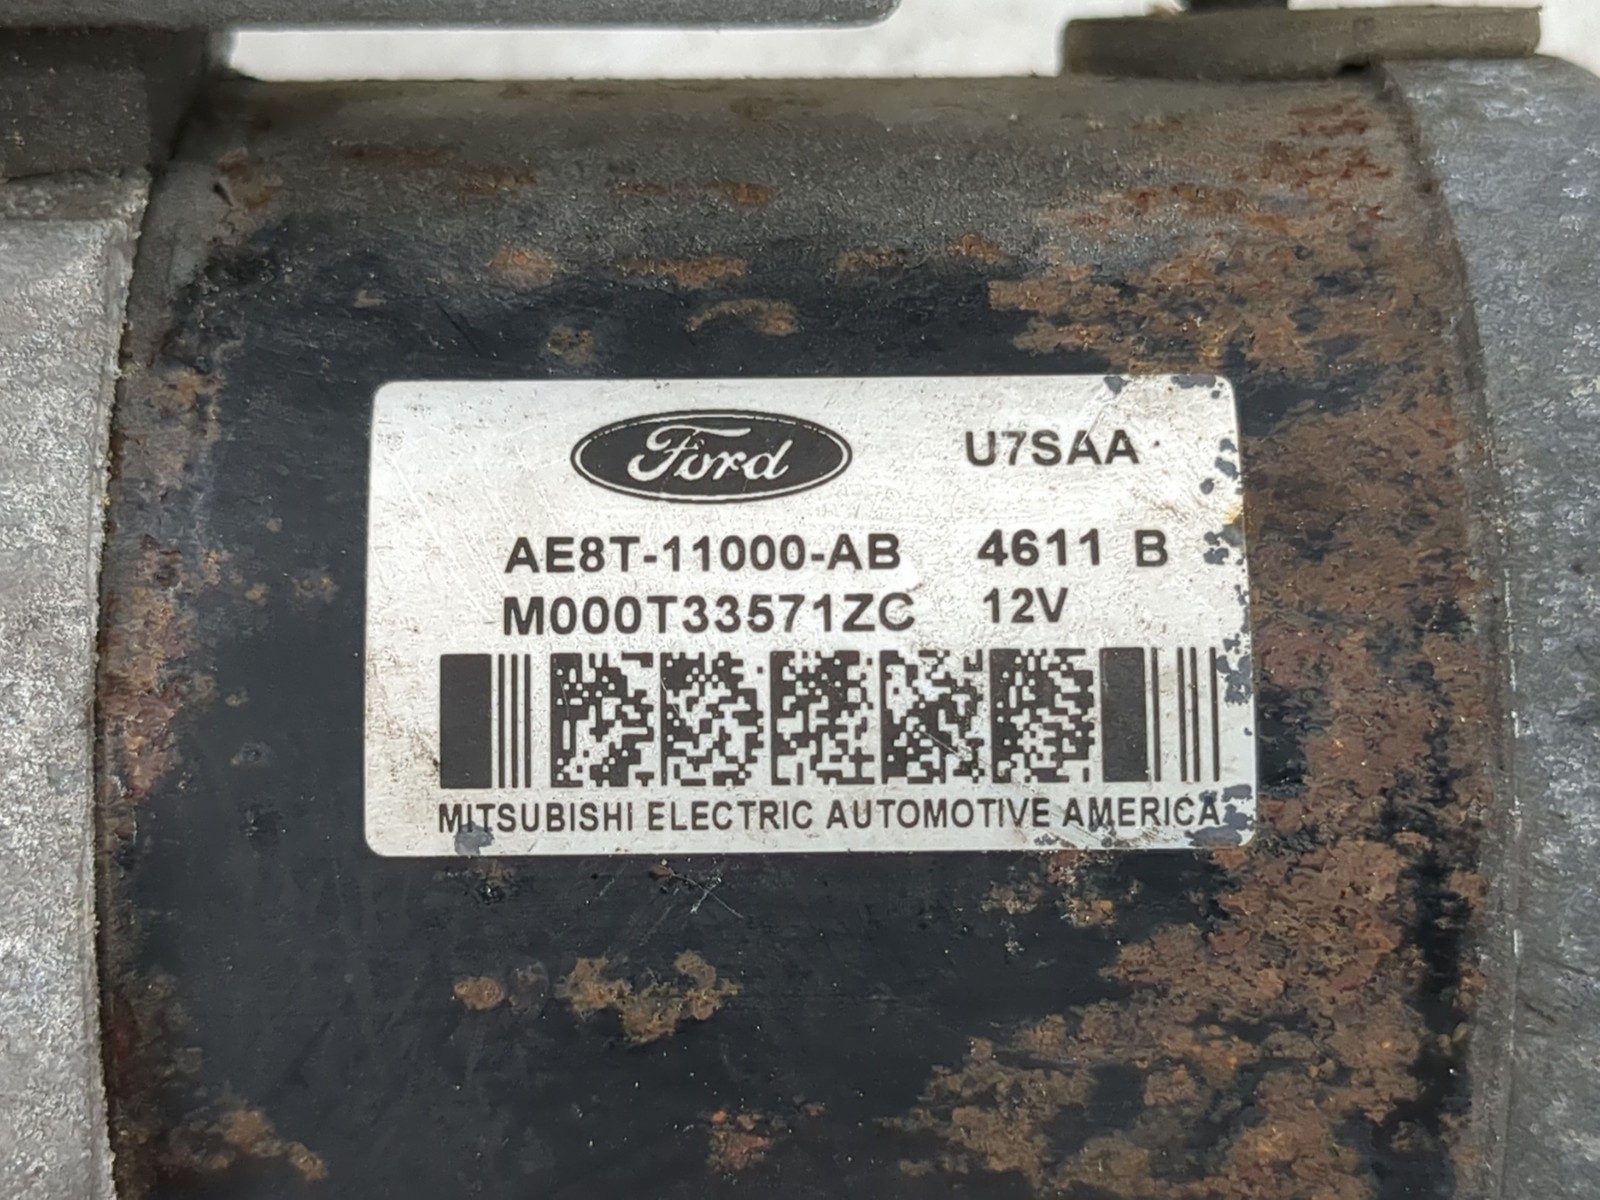 Ford U7SAA
AE8T-11000-AB 4611 B
M000T33571ZC 12V
MITSUBISHI ELECTRIC AUTOMOTIVE AMERICA